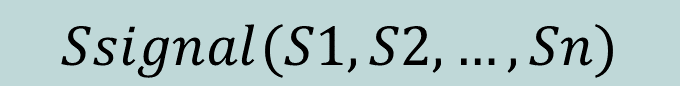 Ssignal(S1, S2, … , Sn)